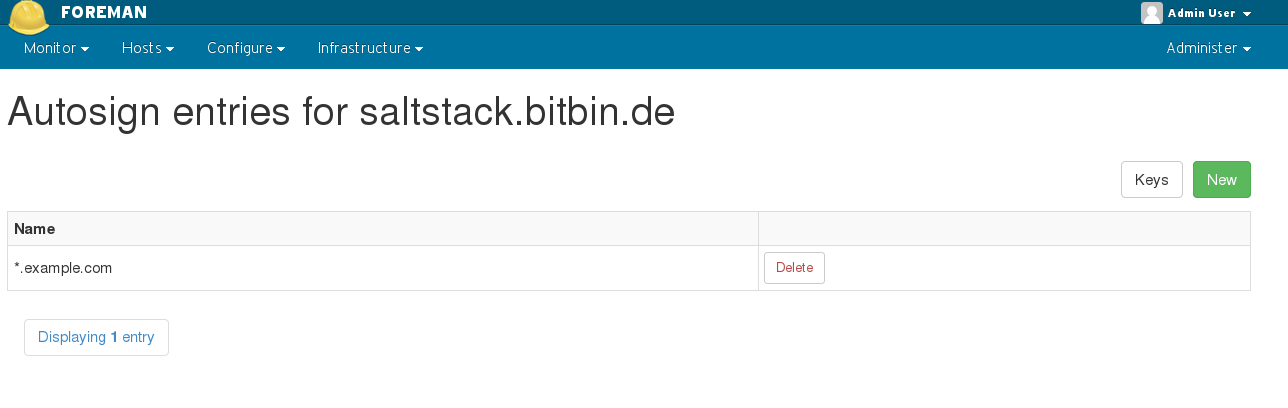 FOREMAN
Admin User
Monitor Hosts Configure Infrastructure Administer
Autosign entries for saltstack.bitbin.de
Keys New
Name
*.example.com Delete
Displaying 1 entry